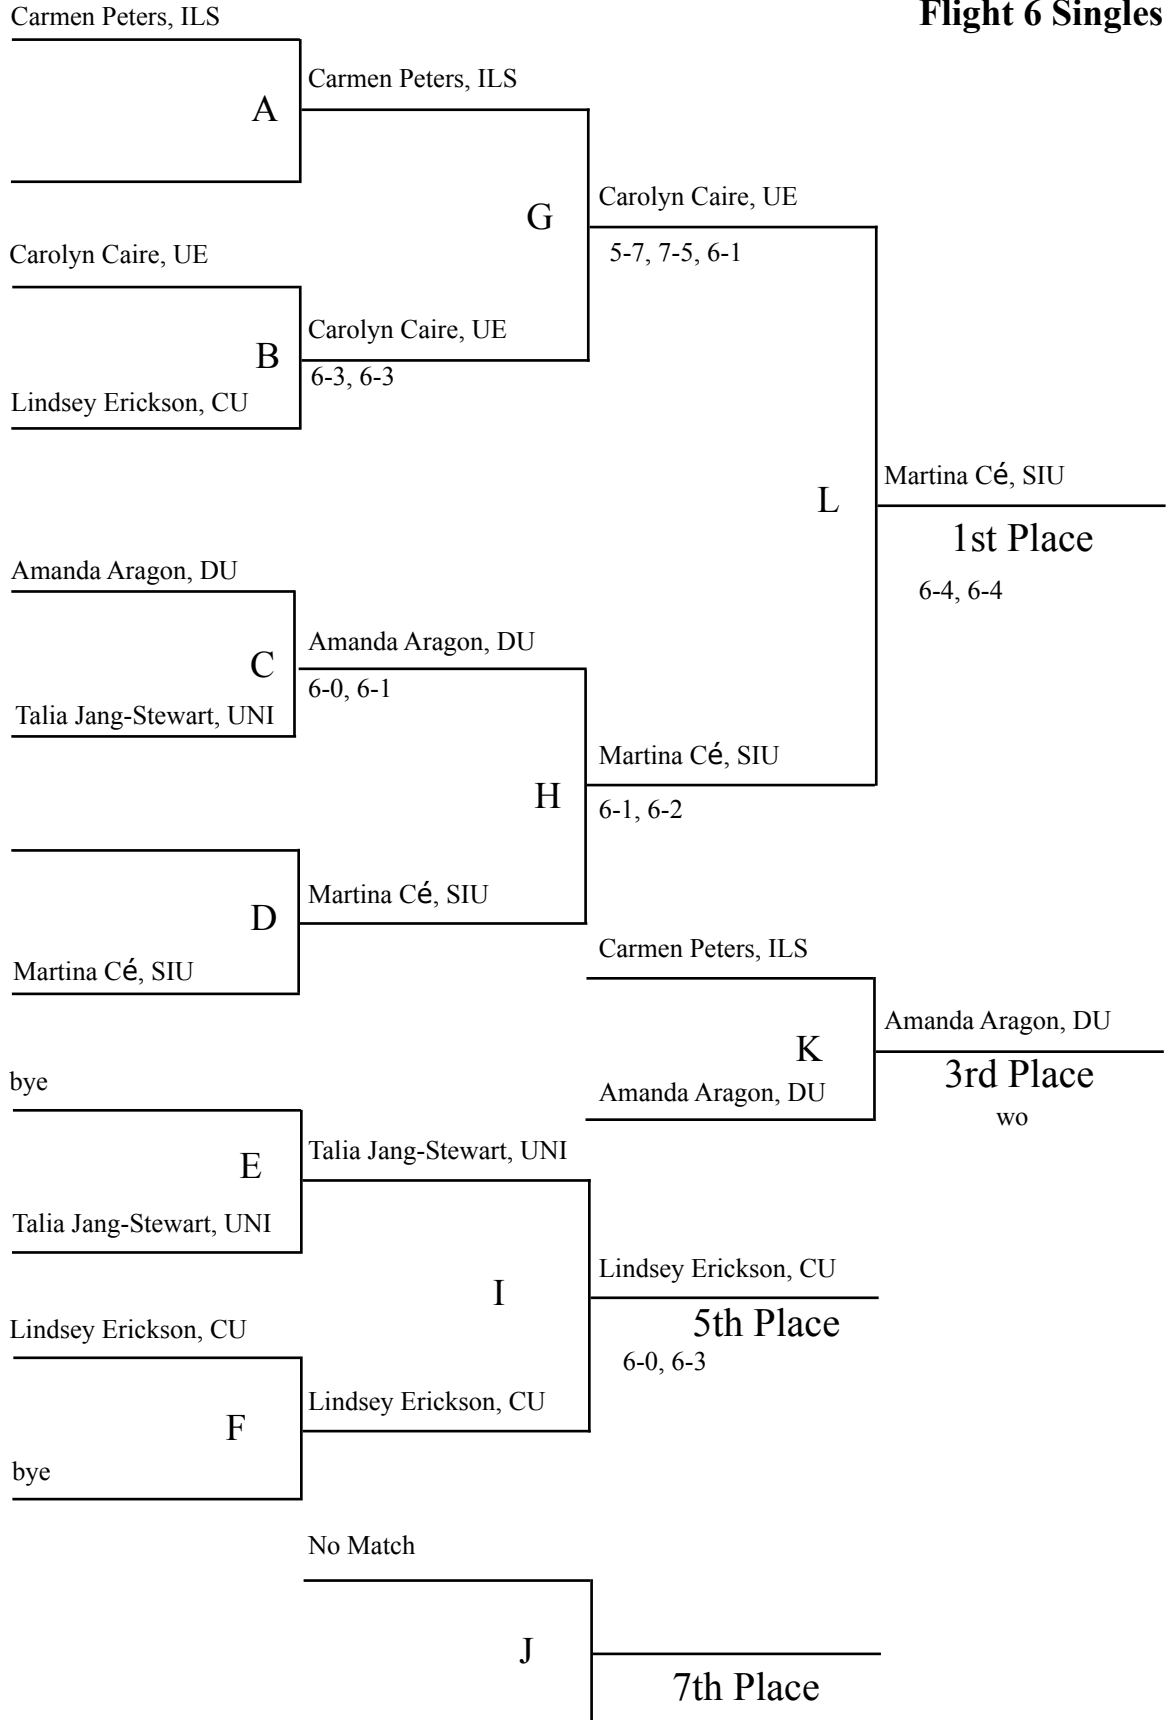 Flight 6 Singles
Carmen Peters, ILS
Carmen Peters, ILS
A
Carolyn Caire, UE
G
5-7, 7-5, 6-1
Carolyn Caire, UE
Carolyn Caire, UE
B
6-3, 6-3
Lindsey Erickson, CU
Martina Cé, SIU
L
1st Place
6-4, 6-4
Amanda Aragon, DU
Amanda Aragon, DU
C
6-0, 6-1
Talia Jang-Stewart, UNI
Martina Cé, SIU
H
6-1, 6-2
Martina Cé, SIU
D
Martina Cé, SIU
Carmen Peters, ILS
Amanda Aragon, DU
K
3rd Place
Amanda Aragon, DU
wo
bye
Talia Jang-Stewart, UNI
E
Talia Jang-Stewart, UNI
Lindsey Erickson, CU
I
5th Place
6-0, 6-3
Lindsey Erickson, CU
Lindsey Erickson, CU
F
bye
No Match
J
7th Place